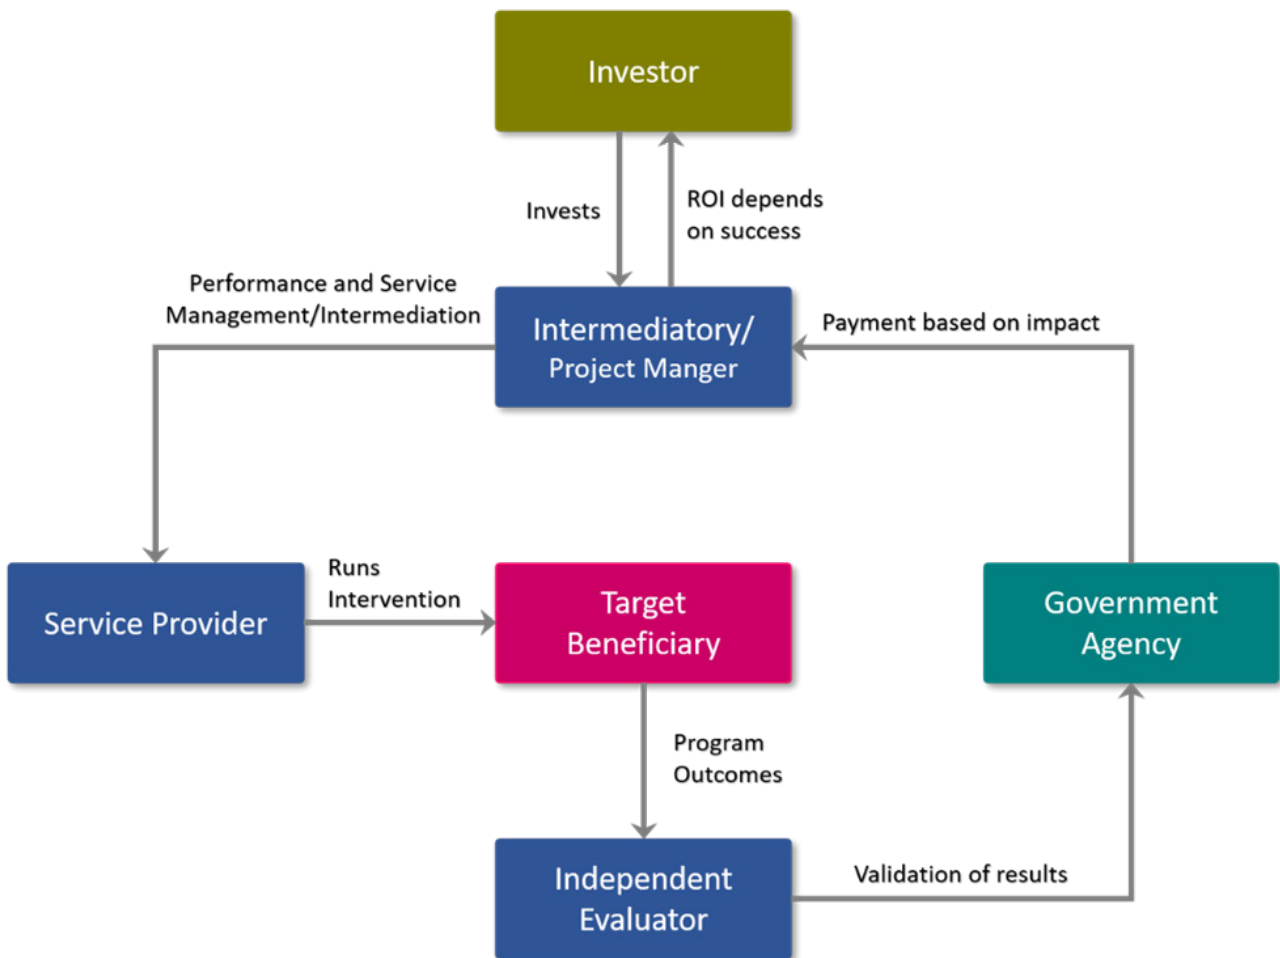 Investor
Invests
ROI depends
on success
Performance and Service
Management/Intermediation
Intermediatory/
Project Manger
Payment based on impact
Service Provider
Runs
Intervention
Target
Beneficiary
Government
Agency
Program
Outcomes
Independent
Evaluator
Validation of results